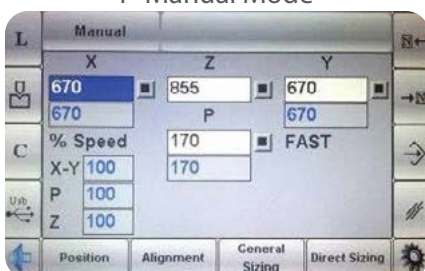 Manual Mode
L Manual
X Z Y
670 855 670
670 P 670
% Speed 170 FAST
C X-Y 100 170
P 100
Usb
Z 100
Position Alignment General Sizing Direct Sizing